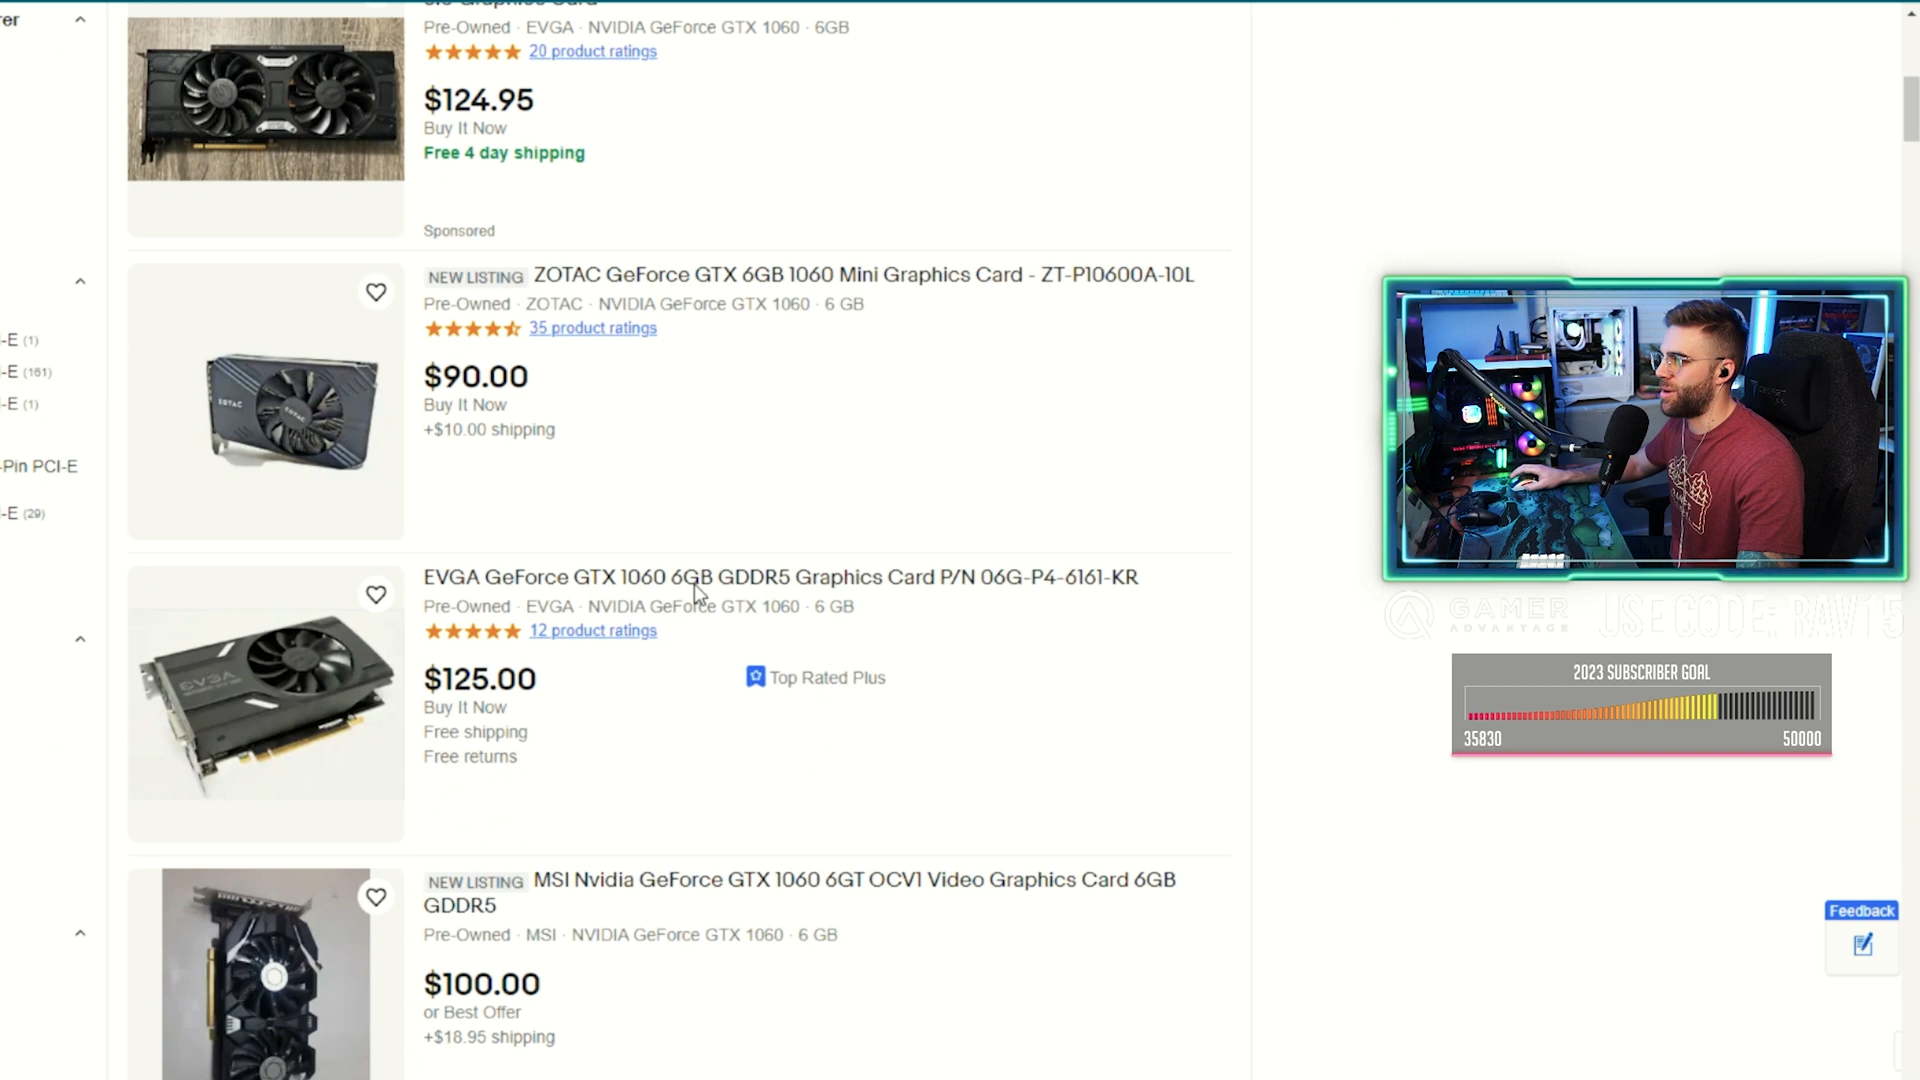 Pre-Owned · EVGA · NVIDIA GeForce GTX 1060 · 6GB
20 product ratings
$124.95
Buy It Now
Free 4 day shipping
Sponsored
NEW LISTING ZOTAC GeForce GTX 6GB 1060 Mini Graphics Card - ZT-P10600A-10L
Pre-Owned · ZOTAC · NVIDIA GeForce GTX 1060 · 6 GB
35 product ratings
$90.00
Buy It Now
+$10.00 shipping
EVGA GeForce GTX 1060 6GB GDDR5 Graphics Card P/N 06G-P4-6161-KR
Pre-Owned · EVGA · NVIDIA GeForce GTX 1060 · 6 GB
12 product ratings
$125.00
Top Rated Plus
Buy It Now
Free shipping
Free returns
NEW LISTING MSI Nvidia GeForce GTX 1060 6GT OCV1 Video Graphics Card 6GB
GDDR5
Pre-Owned · MSI · NVIDIA GeForce GTX 1060 · 6 GB
$100.00
or Best Offer
+$18.95 shipping
-E (1)
-E (161)
-E (1)
-Pin PCI-E
-E (29)
ZOTAC
ZOTAC
EVGA
GAMER
ADVANTAGE
USE CODE: RAV15
2023 SUBSCRIBER GOAL
35830 50000
Feedback